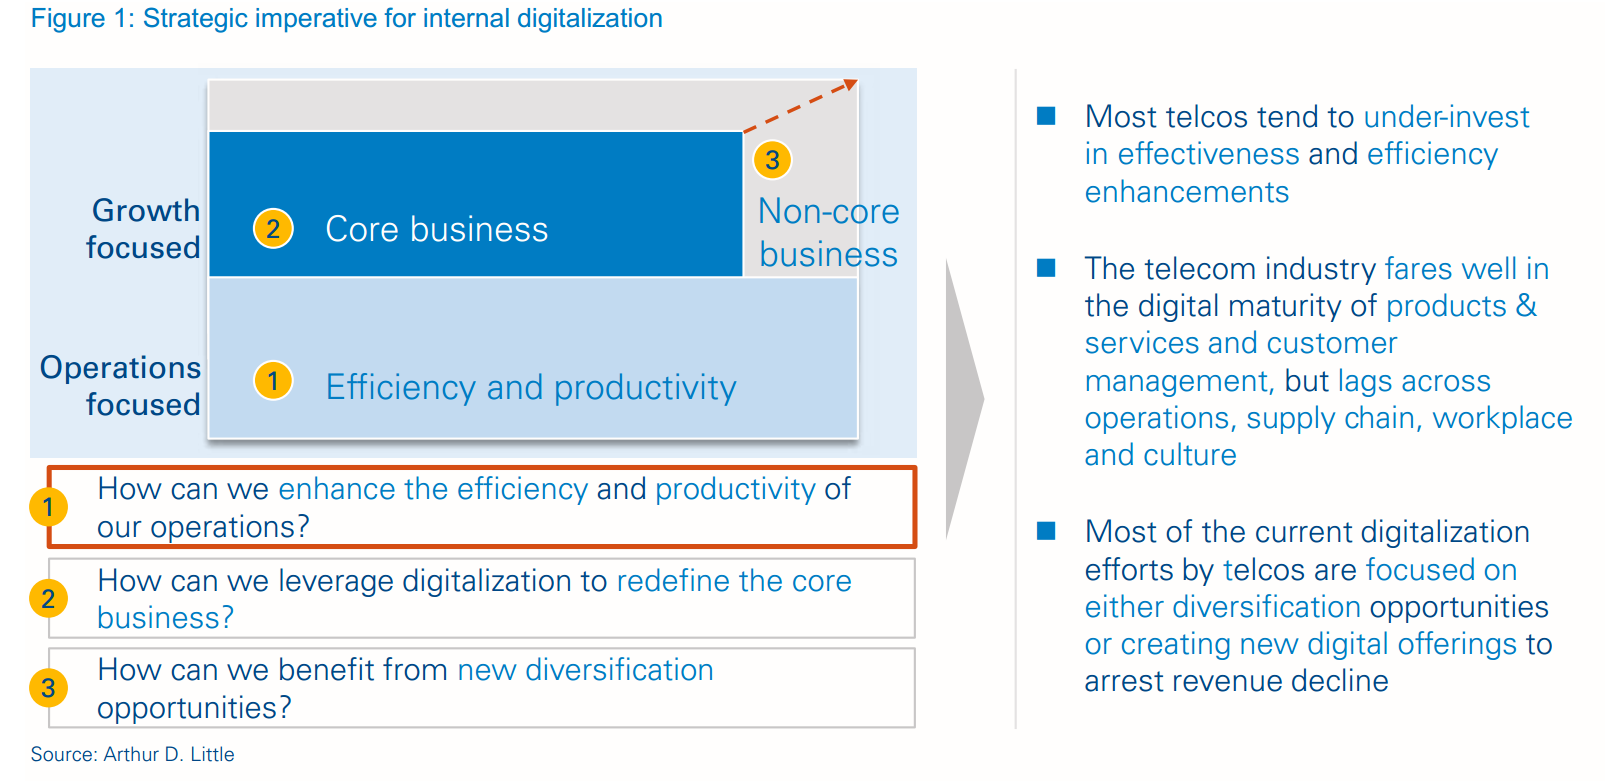 Figure 1: Strategic imperative for internal digitalization
Growth
focused
2
Core business
3
Non-core
business
Operations
focused
1
Efficiency and productivity
1
How can we enhance the efficiency and productivity of
our operations?
2
How can we leverage digitalization to redefine the core
business?
3
How can we benefit from new diversification
opportunities?
Most telcos tend to under-invest
in effectiveness and efficiency
enhancements
The telecom industry fares well in
the digital maturity of products &
services and customer
management, but lags across
operations, supply chain, workplace
and culture
Most of the current digitalization
efforts by telcos are focused on
either diversification opportunities
or creating new digital offerings to
arrest revenue decline
Source: Arthur D. Little